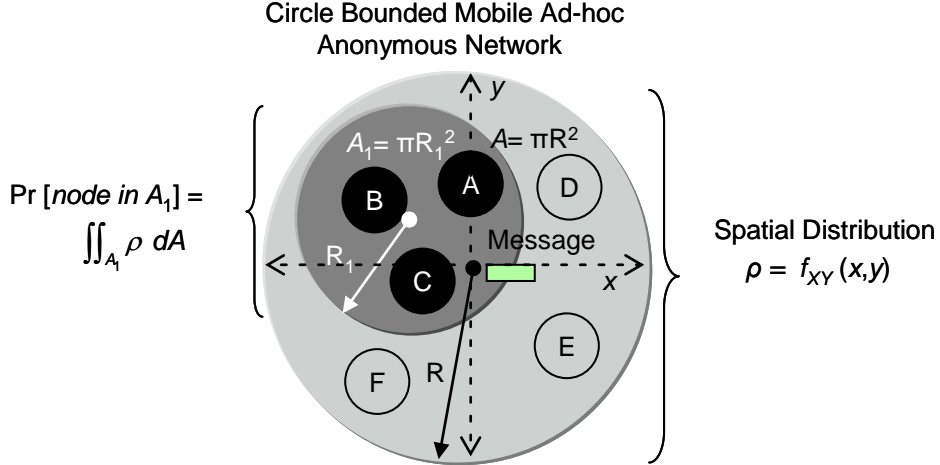 Circle Bounded Mobile Ad-hoc
Anonymous Network
y
A₁= πR₁²
A= πR²
A
B
D
Pr [node in A₁] =
∬A₁ ρ dA
R₁
Message
C
x
Spatial Distribution
ρ = fXY (x,y)
E
F
R